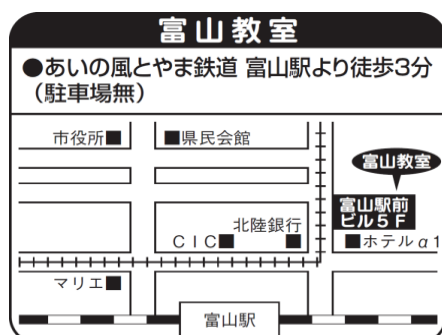 富山教室
●あいの風とやま鉄道 富山駅より徒歩3分
（駐車場無）
市役所■
■県民会館
富山教室
富山駅前
ビル5F
北陸銀行
CIC■
■
■ホテルα1
マリエ■
富山駅